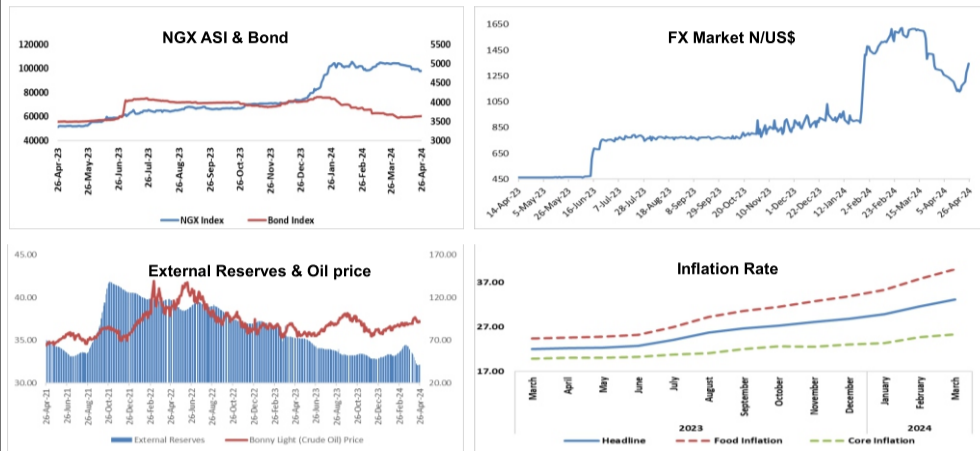 NGX ASI & Bond
120000
100000
80000
60000
40000
5500
5000
4500
4000
3500
3000
26-Apr-23
26-May-23
26-Jun-23
26-Jul-23
26-Aug-23
26-Sep-23
26-Oct-23
26-Nov-23
26-Dec-23
26-Jan-24
26-Feb-24
26-Mar-24
26-Apr-24
NGX Index
Bond Index
FX Market N/US$
1650
1450
1250
1050
850
650
450
14-Apr-23
5-May-23
26-May-23
16-Jun-23
7-Jul-23
28-Jul-23
18-Aug-23
8-Sep-23
29-Sep-23
20-Oct-23
10-Nov-23
1-Dec-23
22-Dec-23
12-Jan-24
2-Feb-24
23-Feb-24
15-Mar-24
5-Apr-24
26-Apr-24
External Reserves & Oil price
45.00
40.00
35.00
30.00
170.00
120.00
70.00
20.00
26-Apr-21
26-Jun-21
26-Aug-21
26-Oct-21
26-Dec-21
26-Feb-22
26-Apr-22
26-Jun-22
26-Aug-22
26-Oct-22
26-Dec-22
26-Feb-23
26-Apr-23
26-Jun-23
26-Aug-23
26-Oct-23
26-Dec-23
26-Feb-24
26-Apr-24
External Reserves
Bonny Light (Crude Oil) Price
Inflation Rate
37.00
27.00
17.00
March
April
May
June
July
August
September
October
November
December
January
February
March
2023
2024
Headline
Food Inflation
Core Inflation